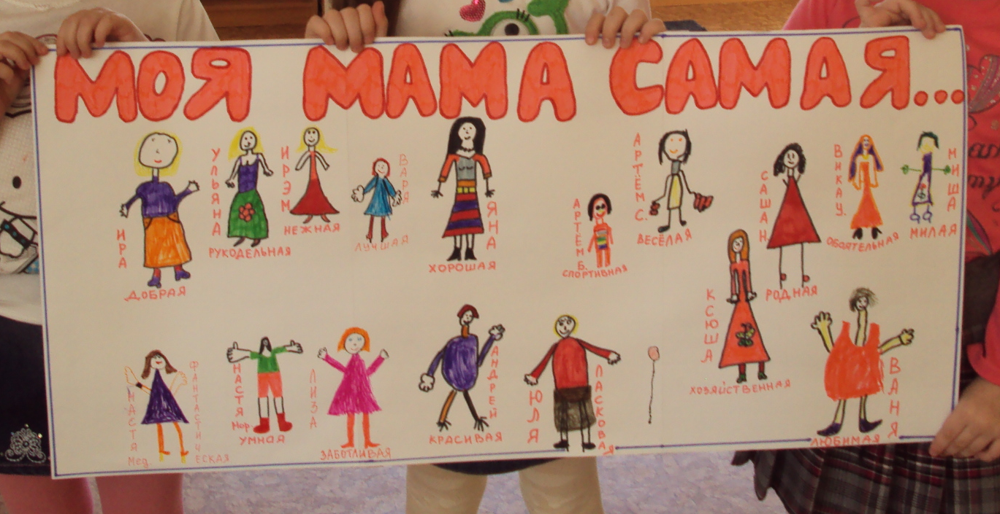 МОЯ МАМА САМАЯ...
ИРА
ДОБРАЯ
УЛЬЯНА
РУКОДЕЛЬНАЯ
ИРЭМ
НЕЖНАЯ
ВАРЯ
ЛУЧШАЯ
ЯНА
ХОРОШАЯ
АРТЁМ Б.
СПОРТИВНАЯ
АРТЁМ С.
ВЕСЁЛАЯ
САША Н
РОДНАЯ
ВИКА У.
ОБОЯТЕЛЬНАЯ
МИША
МИЛАЯ
НАСТЯ Мед.
ФАНТАСТИЧЕСКАЯ
НАСТЯ Мор.
УМНАЯ
ЛИЗА
ЗАБОТЛИВАЯ
АНДРЕЙ
КРАСИВАЯ
ЮЛЯ
ЛАСКОВАЯ
КСЮША
ХОЗЯЙСТВЕННАЯ
ВАНЯ
ЛЮБИМАЯ